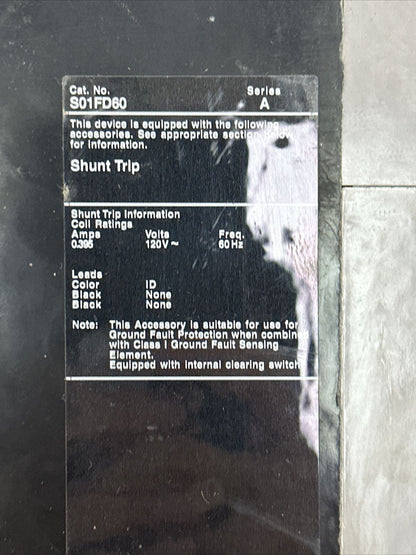 Cat. No. Series
S01FD60 A
This device is equipped with the following
accessories. See appropriate section below
for information.
Shunt Trip
Shunt Trip Information
Coil Ratings
Amps Volts Freq.
0.395 120V ~ 60 Hz
Leads
Color ID
Black None
Black None
Note: This Accessory is suitable for use for
Ground Fault Protection when combined
with Class I Ground Fault Sensing
Element.
Equipped with internal clearing switch